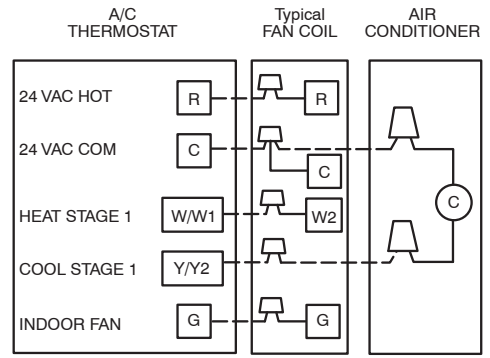 A/C
THERMOSTAT
Typical
FAN COIL
AIR
CONDITIONER
24 VAC HOT
R
R
24 VAC COM
C
C
C
HEAT STAGE 1
W/W1
W2
COOL STAGE 1
Y/Y2
INDOOR FAN
G
G